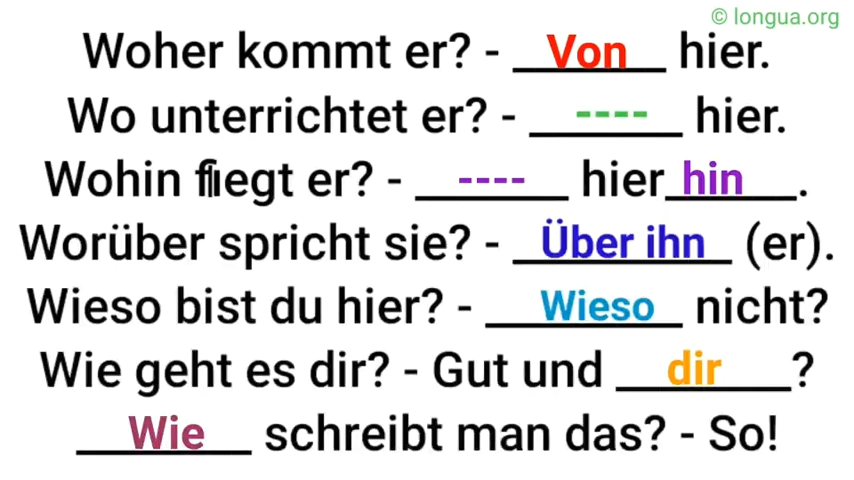 © longua.org
Woher kommt er? - Von hier.
Wo unterrichtet er? - ---- hier.
Wohin fliegt er? - ---- hierhin.
Worüber spricht sie? - Über ihn (er).
Wieso bist du hier? - Wieso nicht?
Wie geht es dir? - Gut und dir?
Wie schreibt man das? - So!